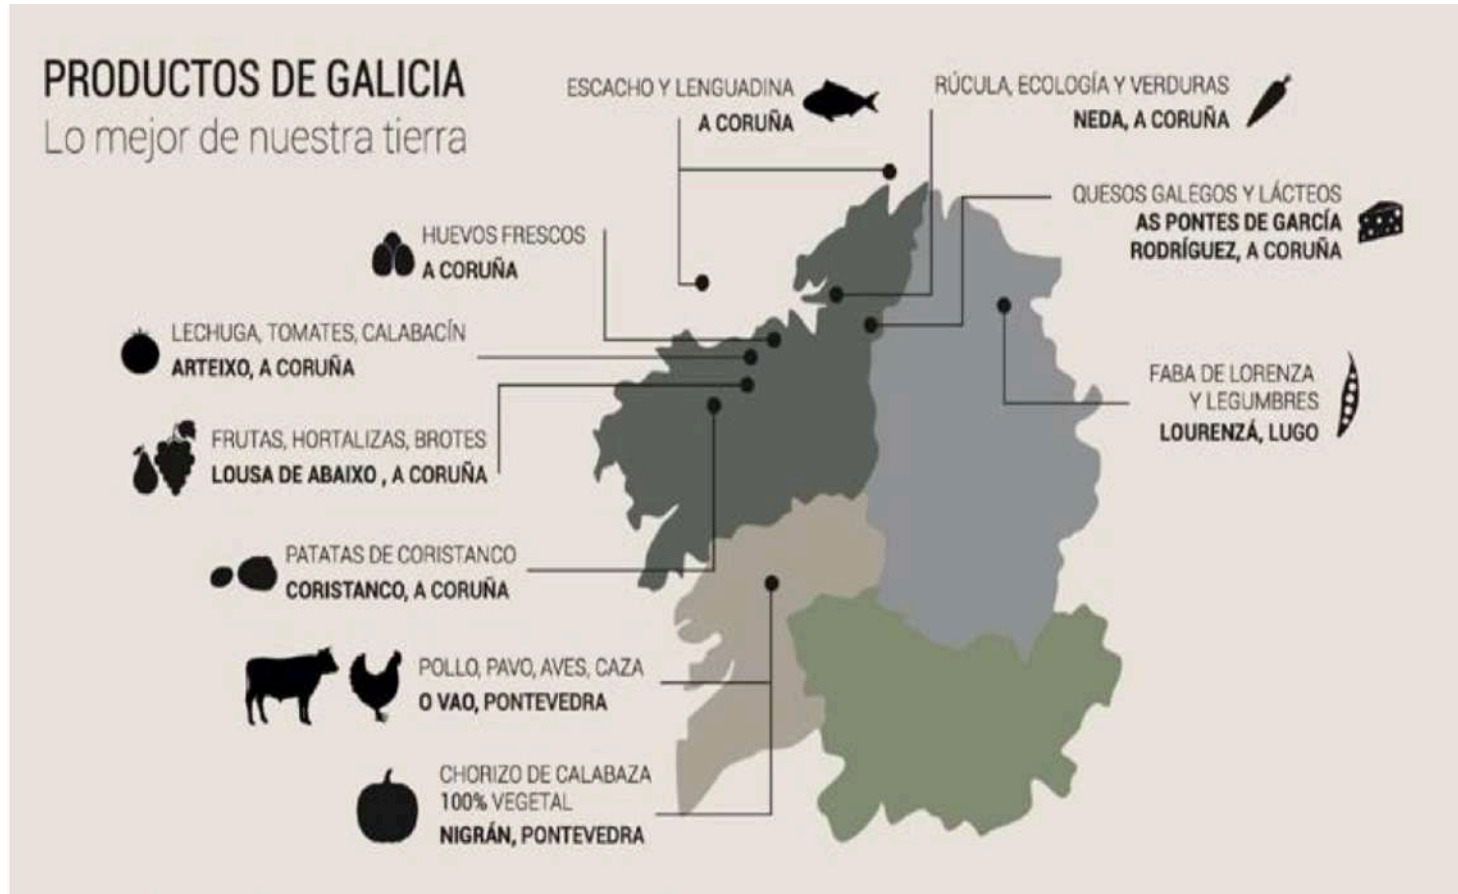 PRODUCTOS DE GALICIA
Lo mejor de nuestra tierra
ESCACHO Y LENGUADINA
A CORUÑA
RÚCULA, ECOLOGÍA Y VERDURAS
NEDA, A CORUÑA
QUESOS GALEGOS Y LÁCTEOS
AS PONTES DE GARCÍA
RODRÍGUEZ, A CORUÑA
HUEVOS FRESCOS
A CORUÑA
LECHUGA, TOMATES, CALABACÍN
ARTEIXO, A CORUÑA
FABA DE LORENZA
Y LEGUMBRES
LOURENZÁ, LUGO
FRUTAS, HORTALIZAS, BROTES
LOUSA DE ABAIXO , A CORUÑA
PATATAS DE CORISTANCO
CORISTANCO, A CORUÑA
POLLO, PAVO, AVES, CAZA
O VAO, PONTEVEDRA
CHORIZO DE CALABAZA
100% VEGETAL
NIGRÁN, PONTEVEDRA